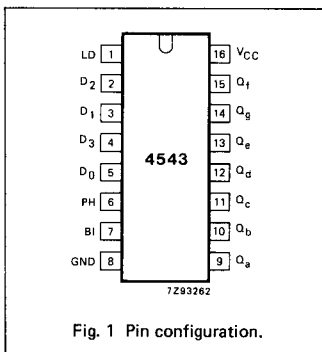 LD 1 16 VCC
D2 2 15 Qf
D1 3 14 Qg
D3 4 13 Qe
4543
D0 5 12 Qd
PH 6 11 Qc
BI 7 10 Qb
GND 8 9 Qa
7Z93262
Fig. 1 Pin configuration.